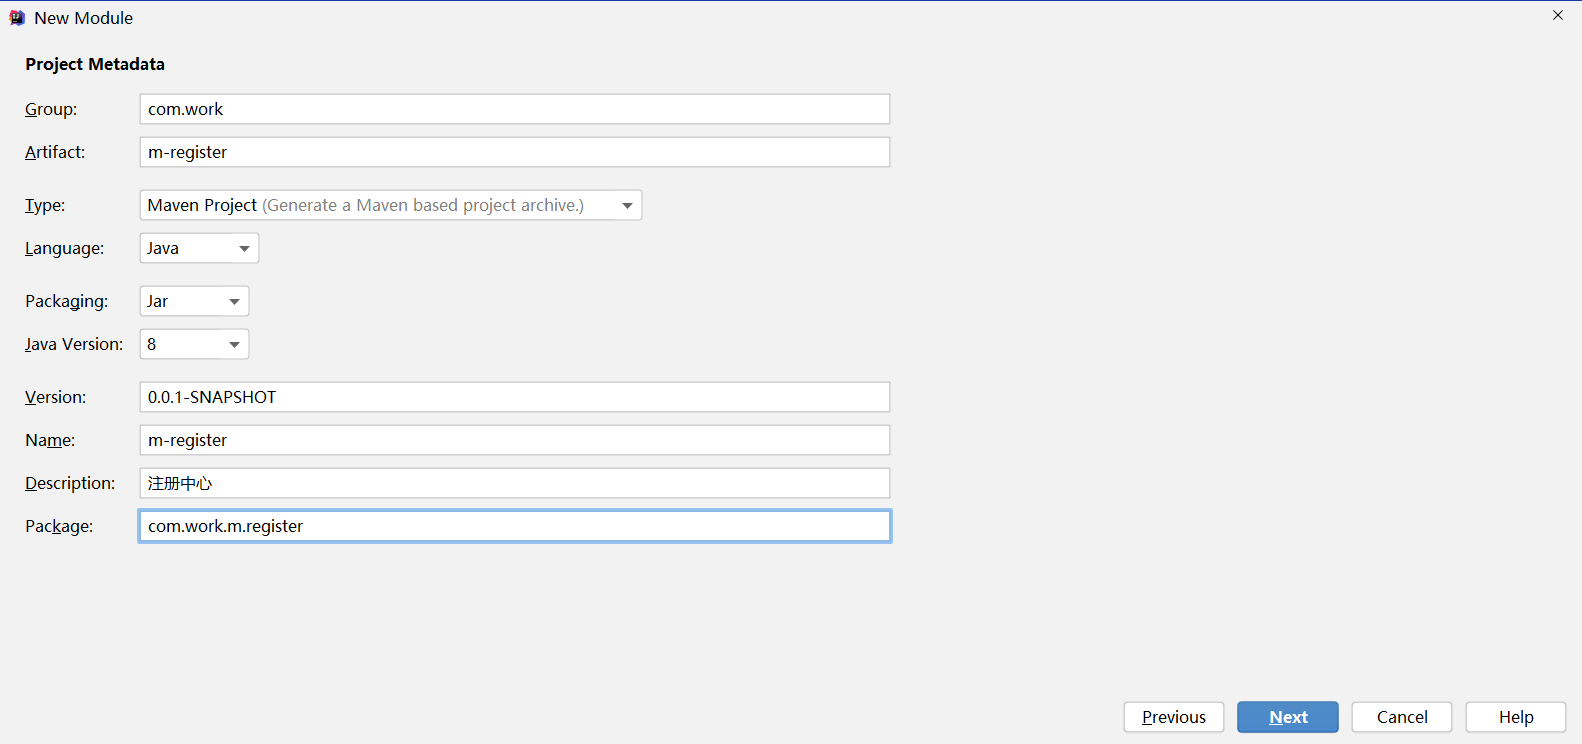 New Module
Project Metadata
Group: com.work
Artifact: m-register
Type: Maven Project (Generate a Maven based project archive.)
Language: Java
Packaging: Jar
Java Version: 8
Version: 0.0.1-SNAPSHOT
Name: m-register
Description: 注册中心
Package: com.work.m.register
Previous Next Cancel Help